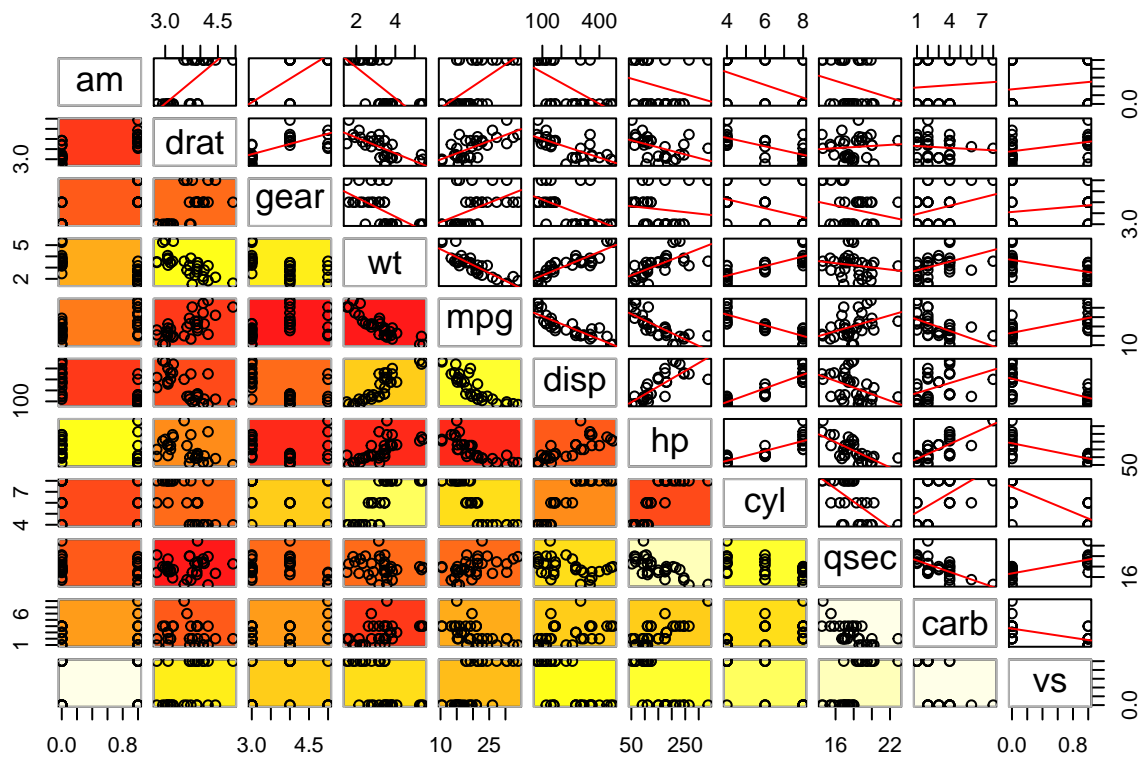 3.0 4.5 2 4 100 400 4 6 8 1 4 7
am 0.0
3.0 drat
gear 3.0
2 5 wt
mpg 10
100 disp
hp 50
4 7 cyl
qsec 16
1 6 carb
vs 0.0
0.0 0.8 3.0 4.5 10 25 50 250 16 22 0.0 0.8